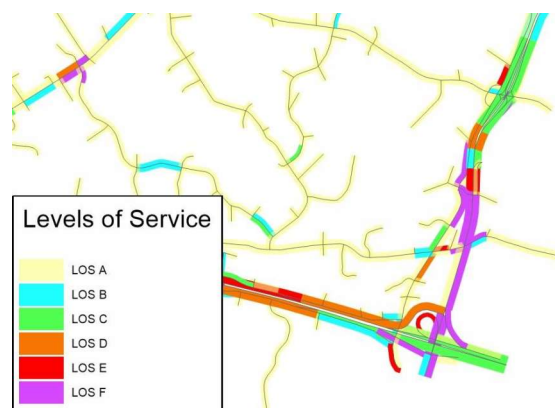 Levels of Service
LOS A
LOS B
LOS C
LOS D
LOS E
LOS F